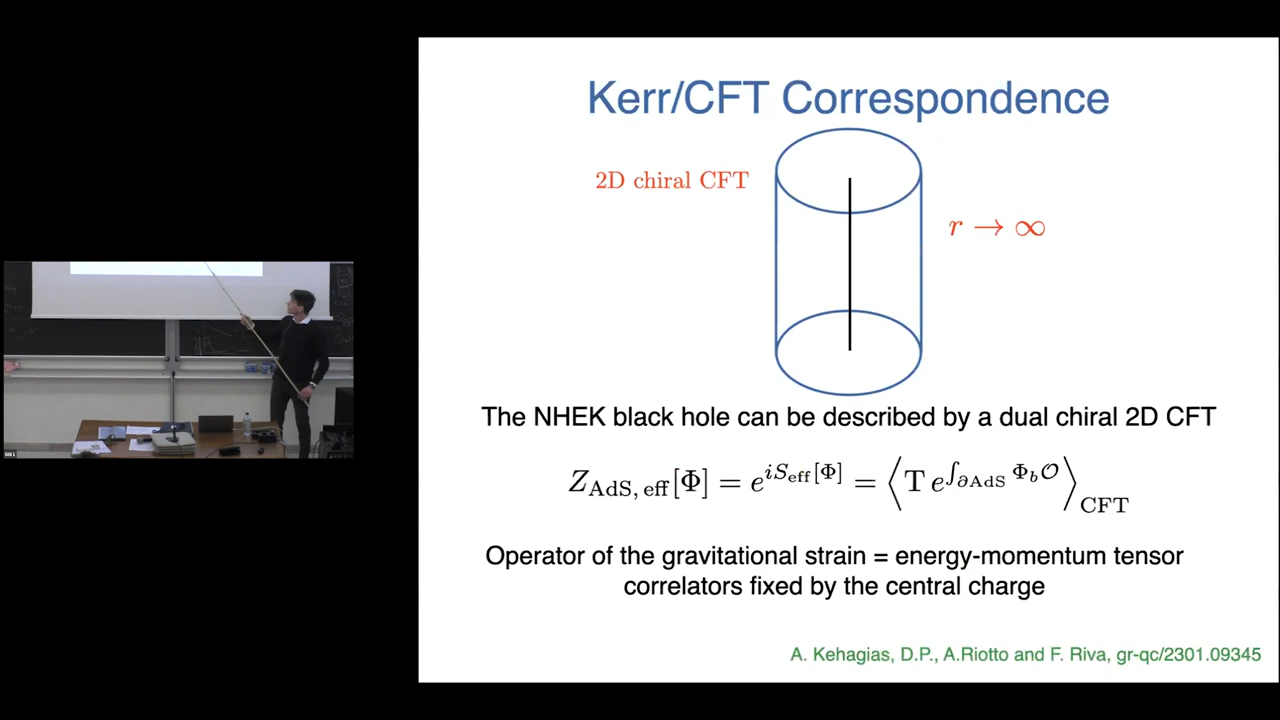 Kerr/CFT Correspondence
2D chiral CFT
r → ∞
The NHEK black hole can be described by a dual chiral 2D CFT
Z_{AdS, eff}[Φ] = e^{iS_{eff}[Φ]} = ⟨T e^{∫_{∂AdS} Φ_b 𝒪}⟩_{CFT}
Operator of the gravitational strain = energy-momentum tensor
correlators fixed by the central charge
A. Kehagias, D.P., A.Riotto and F. Riva, gr-qc/2301.09345